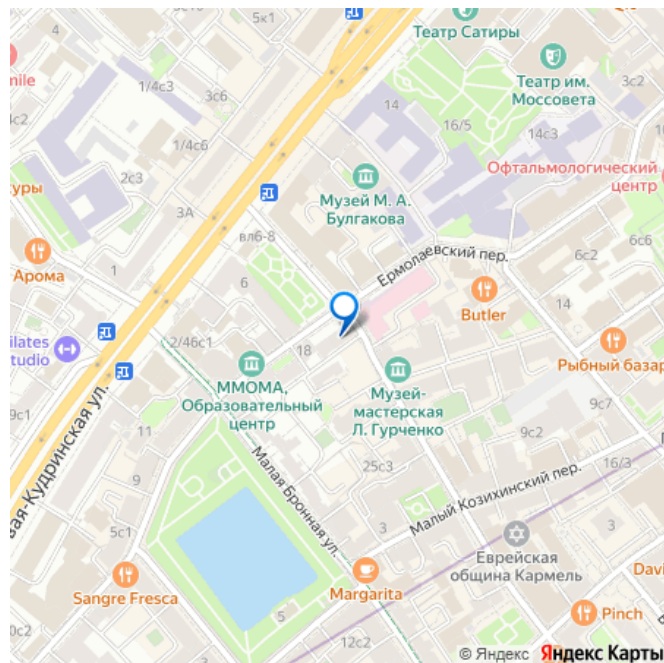 5к1
Театр Сатиры
1/4с3
4с2
3с6
14
Театр им.
Моссовета
3с2
1/4с6
16/5
14с3
2с3
Музей М. А.
Булгакова
Офтальмологический
центр
3А
вл6-8
Ермолаевский пер.
6с2
6с6
Арома
1
6
Butler
14
2/46с1
18
Рыбный базар
ММОМА,
Образовательный
центр
Музей-
мастерская
Л. Гурченко
9с1
11
9с7
9с2
9
25с3
Малая Бронная ул.
16/3
Малый Козихинский пер.
5с1
3
3
Еврейская
община Кармель
Sangre Fresca
Margarita
Pinch
5
12с2
© Яндекс Яндекс Карты